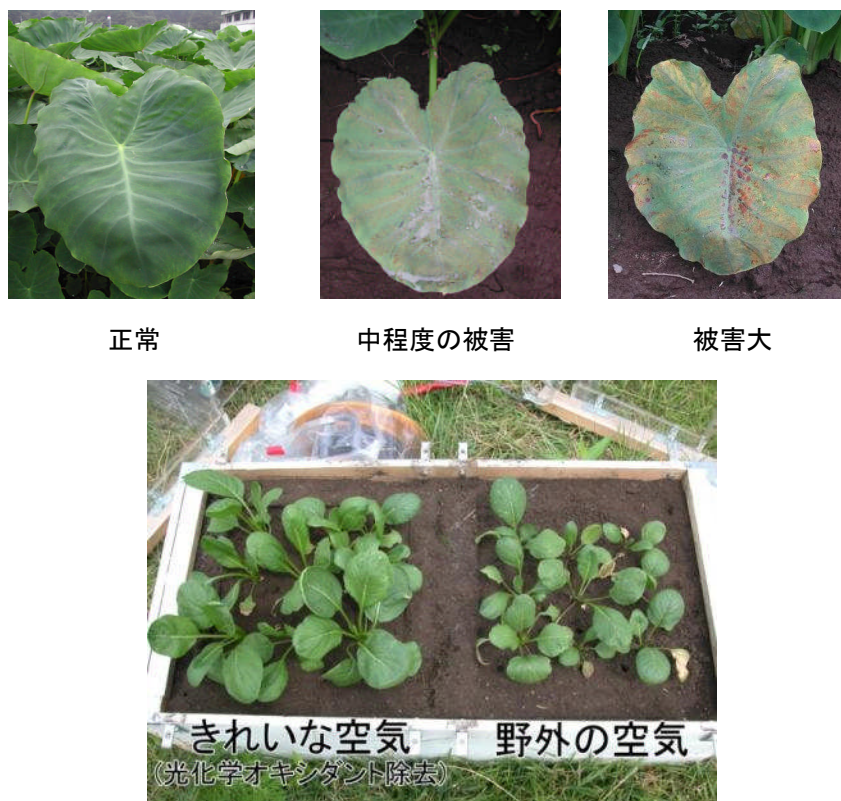 正常
中程度の被害
被害大
きれいな空気
野外の空気
(光化学オキシダント除去)